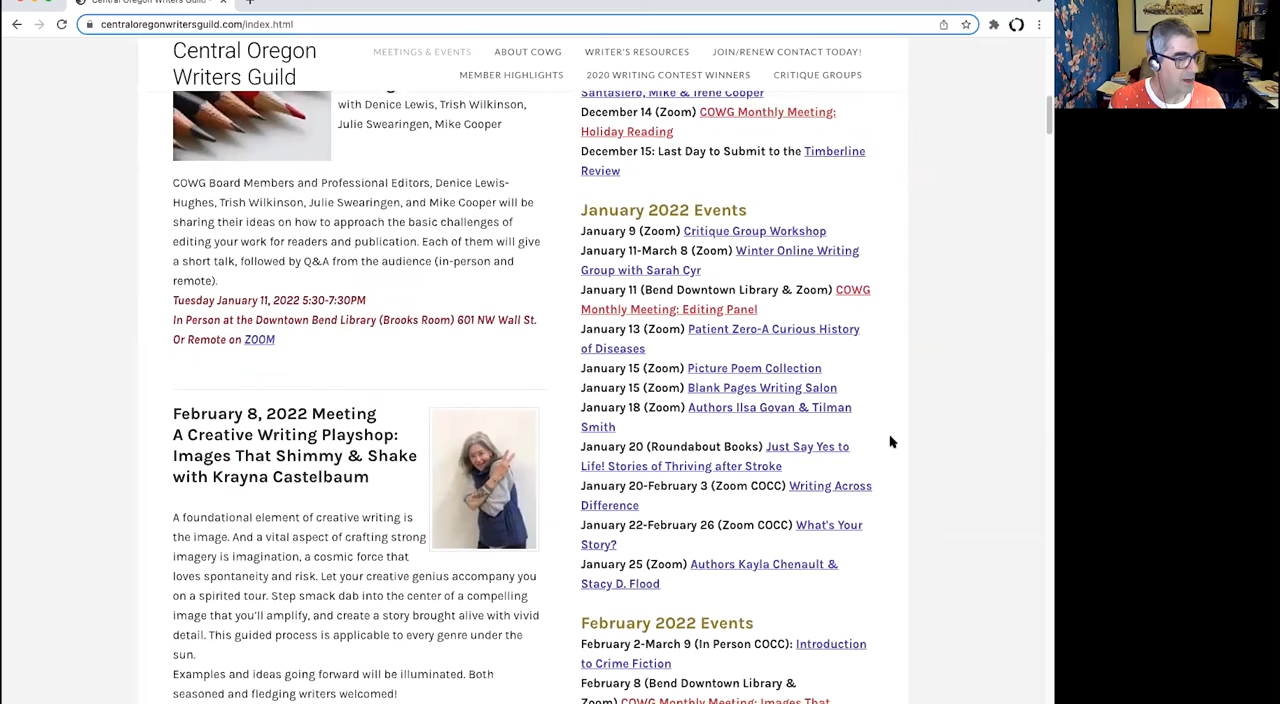 Central Oregon Writers Guild -
centraloregonwritersguild.com/index.html
Central Oregon
Writers Guild
MEETINGS & EVENTS ABOUT COWG WRITER'S RESOURCES JOIN/RENEW CONTACT TODAY!
MEMBER HIGHLIGHTS 2020 WRITING CONTEST WINNERS CRITIQUE GROUPS
with Denice Lewis, Trish Wilkinson,
Julie Swearingen, Mike Cooper
COWG Board Members and Professional Editors, Denice Lewis-
Hughes, Trish Wilkinson, Julie Swearingen, and Mike Cooper will be
sharing their ideas on how to approach the basic challenges of
editing your work for readers and publication. Each of them will give
a short talk, followed by Q&A from the audience (in-person and
remote).
Tuesday January 11, 2022 5:30-7:30PM
In Person at the Downtown Bend Library (Brooks Room) 601 NW Wall St.
Or Remote on ZOOM
February 8, 2022 Meeting
A Creative Writing Playshop:
Images That Shimmy & Shake
with Krayna Castelbaum
A foundational element of creative writing is
the image. And a vital aspect of crafting strong
imagery is imagination, a cosmic force that
loves spontaneity and risk. Let your creative genius accompany you
on a spirited tour. Step smack dab into the center of a compelling
image that you'll amplify, and create a story brought alive with vivid
detail. This guided process is applicable to every genre under the
sun.
Examples and ideas going forward will be illuminated. Both
seasoned and fledging writers welcomed!
Santasiero, Mike & Irene Cooper
December 14 (Zoom) COWG Monthly Meeting:
Holiday Reading
December 15: Last Day to Submit to the Timberline
Review
January 2022 Events
January 9 (Zoom) Critique Group Workshop
January 11-March 8 (Zoom) Winter Online Writing
Group with Sarah Cyr
January 11 (Bend Downtown Library & Zoom) COWG
Monthly Meeting: Editing Panel
January 13 (Zoom) Patient Zero-A Curious History
of Diseases
January 15 (Zoom) Picture Poem Collection
January 15 (Zoom) Blank Pages Writing Salon
January 18 (Zoom) Authors Ilsa Govan & Tilman
Smith
January 20 (Roundabout Books) Just Say Yes to
Life! Stories of Thriving after Stroke
January 20-February 3 (Zoom COCC) Writing Across
Difference
January 22-February 26 (Zoom COCC) What's Your
Story?
January 25 (Zoom) Authors Kayla Chenault &
Stacy D. Flood
February 2022 Events
February 2-March 9 (In Person COCC): Introduction
to Crime Fiction
February 8 (Bend Downtown Library &
Zoom) COWG Monthly Meeting: Images That